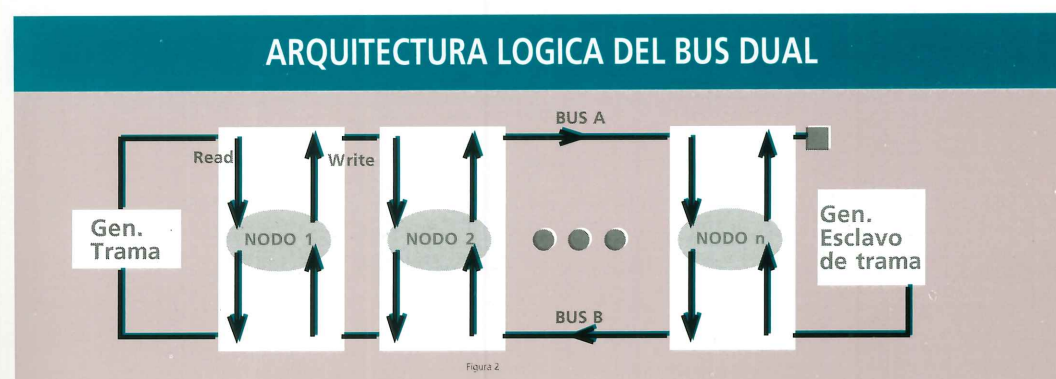 ARQUITECTURA LOGICA DEL BUS DUAL
BUS A
Read
Write
Gen.
Trama
NODO 1
NODO 2
NODO n
Gen.
Esclavo
de trama
BUS B
Figura 2